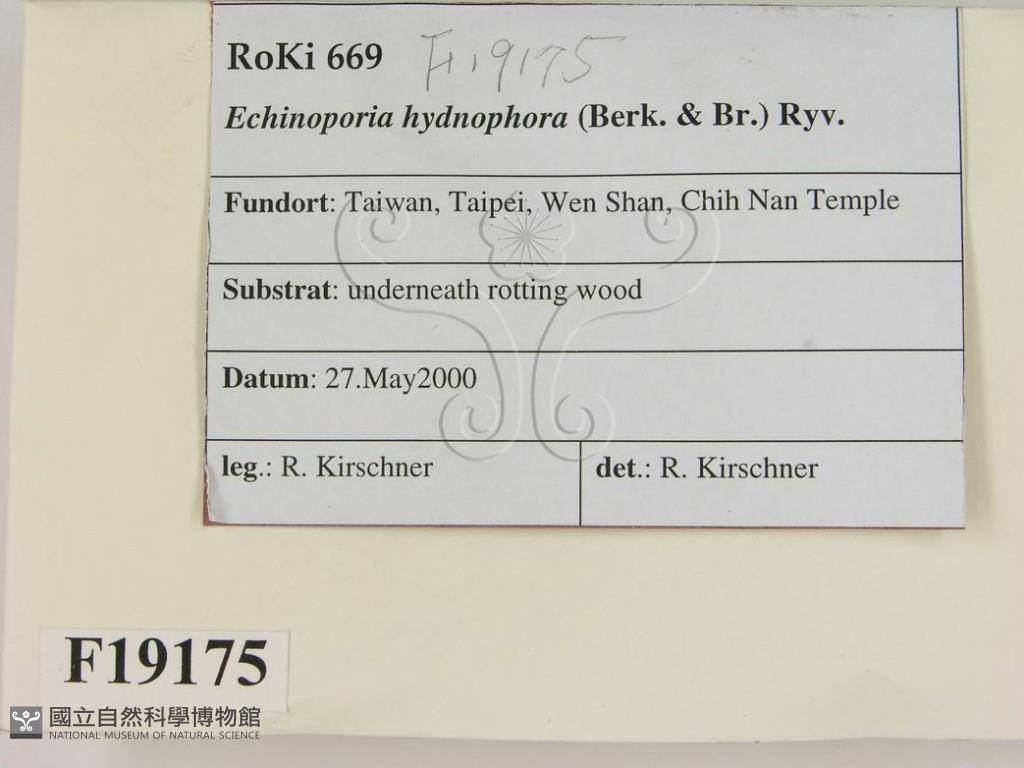 RoKi 669 F19175
Echinoporia hydnophora (Berk. & Br.) Ryv.
Fundort: Taiwan, Taipei, Wen Shan, Chih Nan Temple
Substrat: underneath rotting wood
Datum: 27.May2000
leg.: R. Kirschner
det.: R. Kirschner
F19175
國立自然科學博物館
NATIONAL MUSEUM OF NATURAL SCIENCE